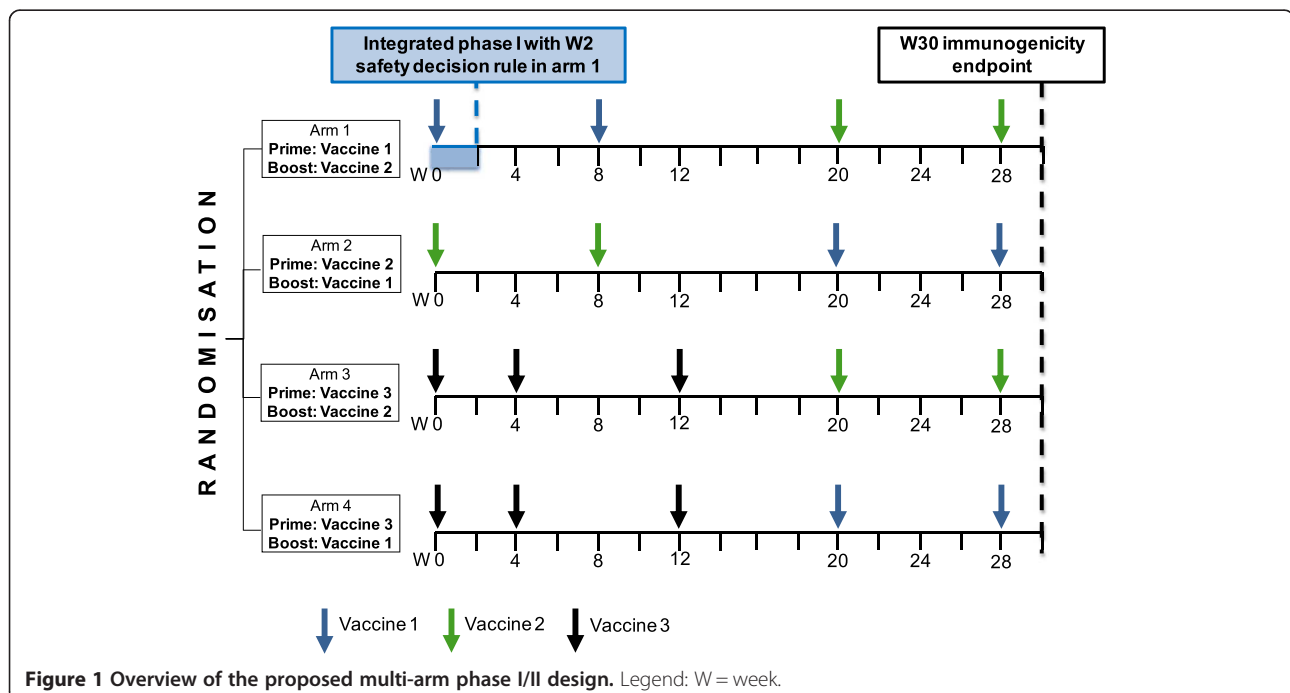 Integrated phase I with W2
safety decision rule in arm 1
W30 immunogenicity
endpoint
RANDOMISATION
Arm 1
Prime: Vaccine 1
Boost: Vaccine 2
W 0 4 8 12 20 24 28
Arm 2
Prime: Vaccine 2
Boost: Vaccine 1
W 0 4 8 12 20 24 28
Arm 3
Prime: Vaccine 3
Boost: Vaccine 2
W 0 4 8 12 20 24 28
Arm 4
Prime: Vaccine 3
Boost: Vaccine 1
W 0 4 8 12 20 24 28
Vaccine 1 Vaccine 2 Vaccine 3
Figure 1 Overview of the proposed multi-arm phase I/II design. Legend: W = week.